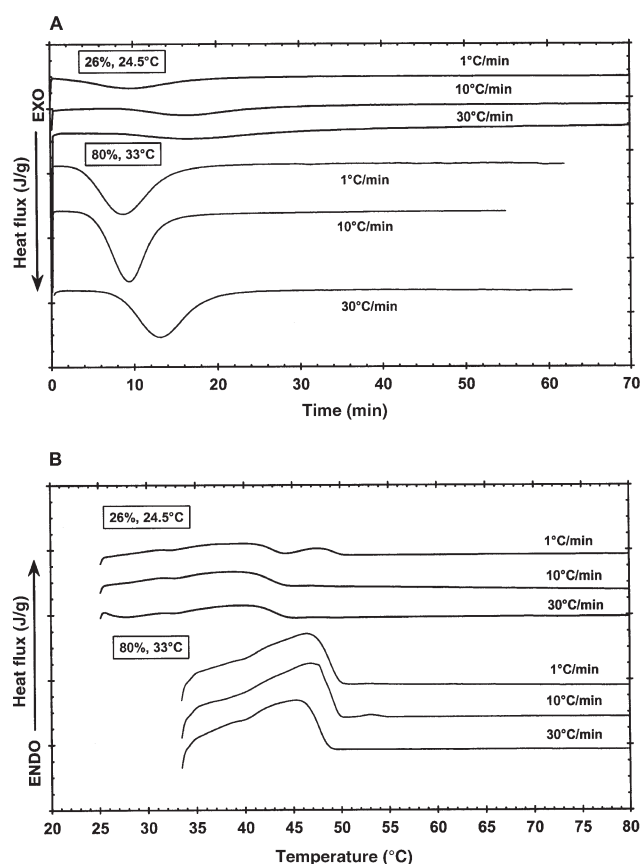 A
26%, 24.5°C
1°C/min
10°C/min
30°C/min
80%, 33°C
1°C/min
10°C/min
30°C/min
EXO
Heat flux (J/g)
0 10 20 30 40 50 60 70
Time (min)
B
26%, 24.5°C
1°C/min
10°C/min
30°C/min
80%, 33°C
1°C/min
10°C/min
30°C/min
Heat flux (J/g)
ENDO
20 25 30 35 40 45 50 55 60 65 70 75 80
Temperature (°C)